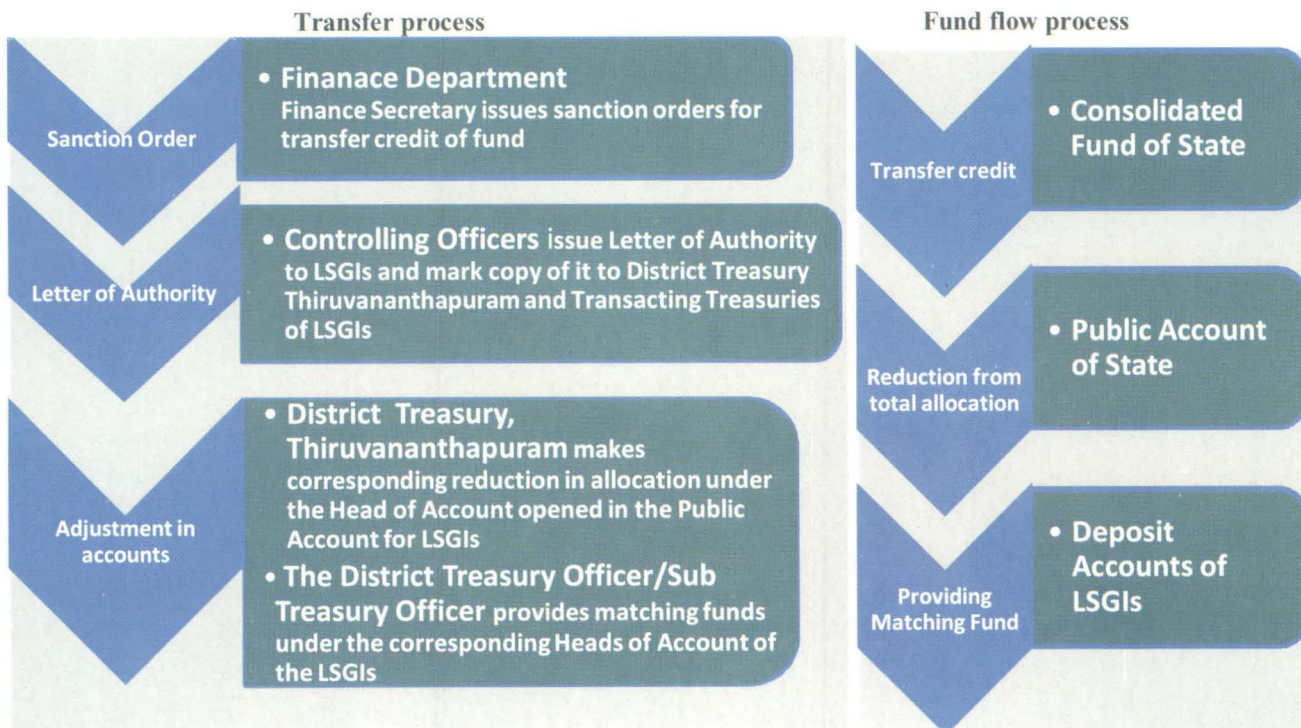 Transfer process
Sanction Order
• Finanace Department
Finance Secretary issues sanction orders for
transfer credit of fund
Letter of Authority
• Controlling Officers issue Letter of Authority
to LSGIs and mark copy of it to District Treasury
Thiruvananthapuram and Transacting Treasuries
of LSGIs
Adjustment in
accounts
• District Treasury,
Thiruvananthapuram makes
corresponding reduction in allocation under
the Head of Account opened in the Public
Account for LSGIs
• The District Treasury Officer/Sub
Treasury Officer provides matching funds
under the corresponding Heads of Account of
the LSGIs
Fund flow process
Transfer credit
• Consolidated
Fund of State
Reduction from
total allocation
• Public Account
of State
Providing
Matching Fund
• Deposit
Accounts of
LSGIs